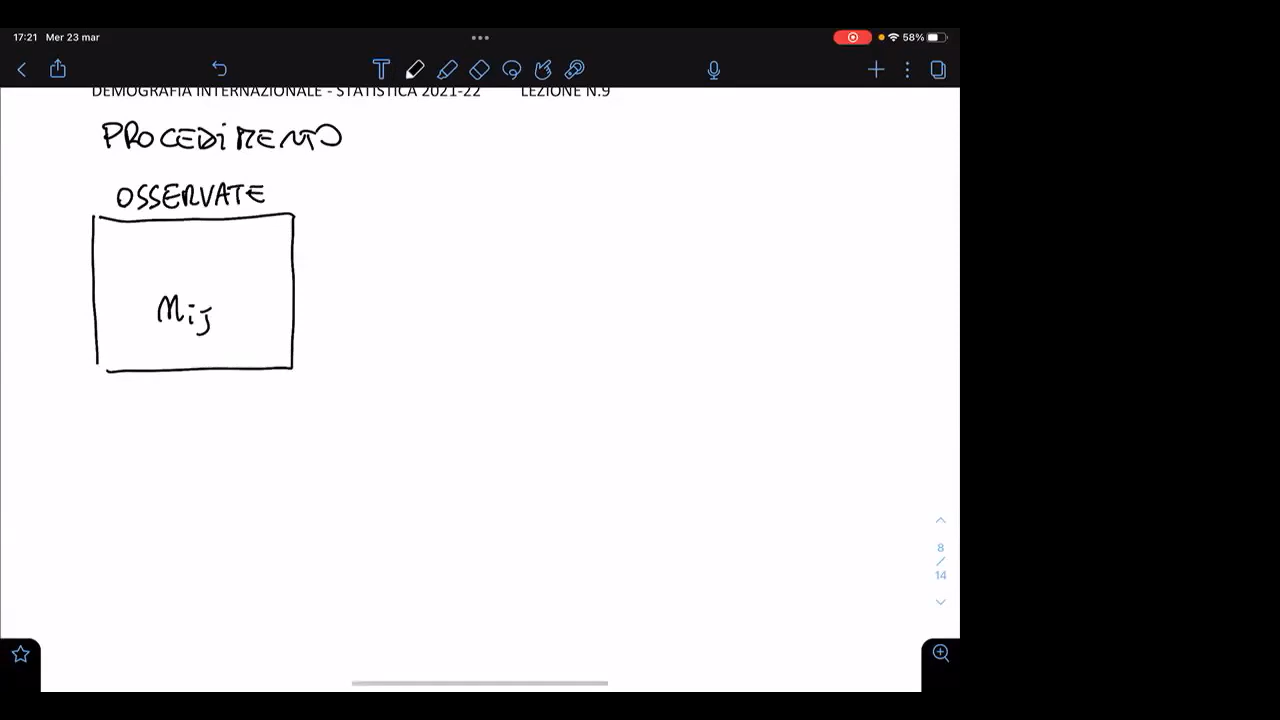 17:21 Mer 23 mar 58%
DEMOGRAFIA INTERNAZIONALE - STATISTICA 2021-22 LEZIONE N.9
PROCEDIMENTO
OSSERVATE
Mij
8
/
14